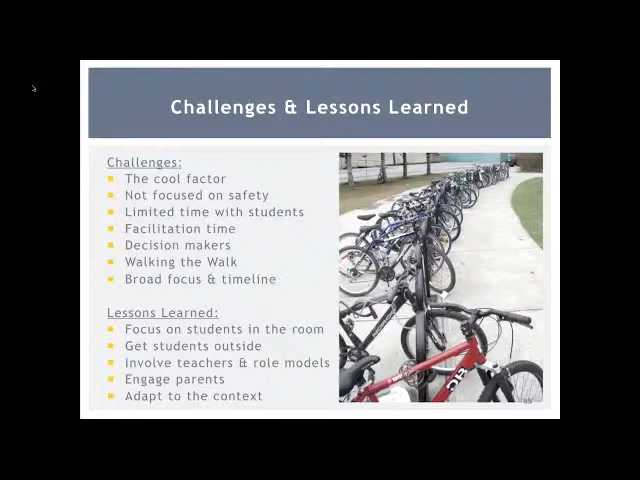 Challenges & Lessons Learned
Challenges:
The cool factor
Not focused on safety
Limited time with students
Facilitation time
Decision makers
Walking the Walk
Broad focus & timeline
Lessons Learned:
Focus on students in the room
Get students outside
Involve teachers & role models
Engage parents
Adapt to the context